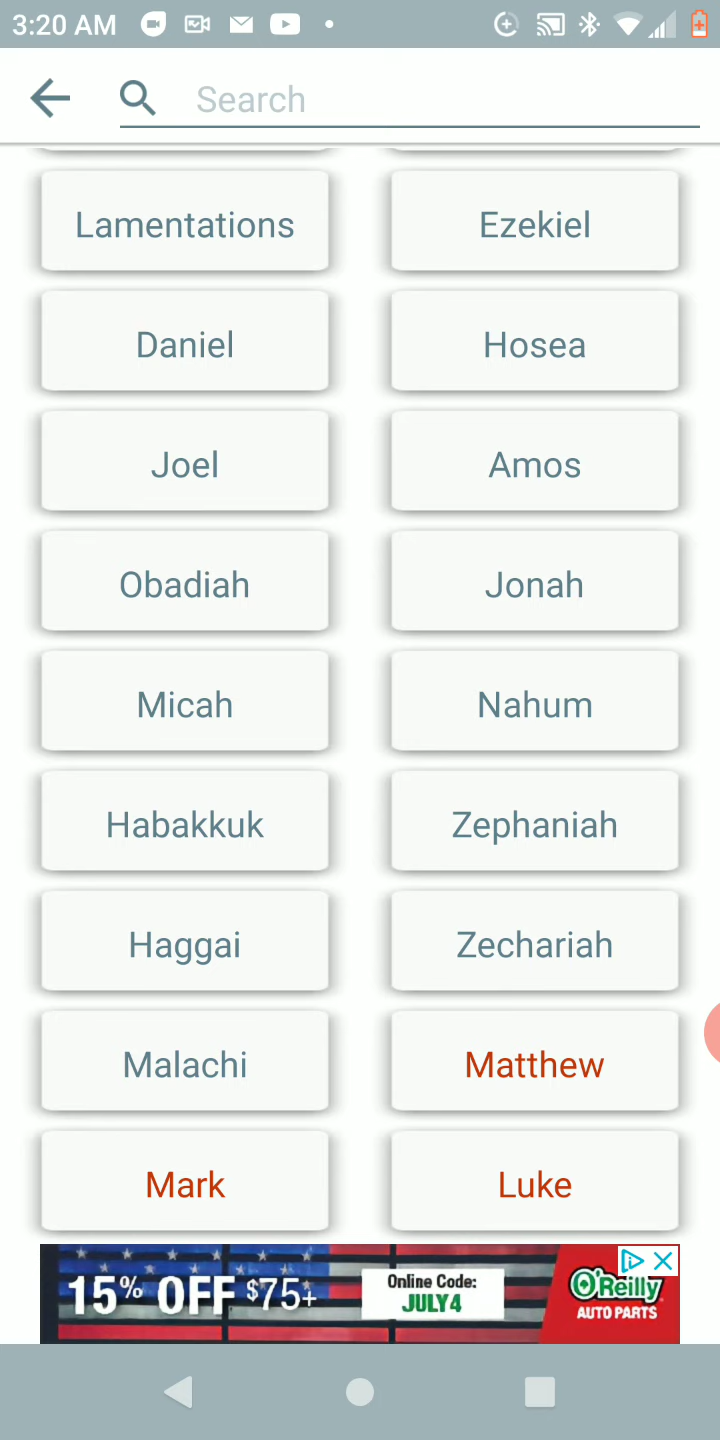 3:20 AM
Search
Lamentations
Ezekiel
Daniel
Hosea
Joel
Amos
Obadiah
Jonah
Micah
Nahum
Habakkuk
Zephaniah
Haggai
Zechariah
Malachi
Matthew
Mark
Luke
15% OFF $75+
Online Code:
JULY4
O'Reilly
AUTO PARTS